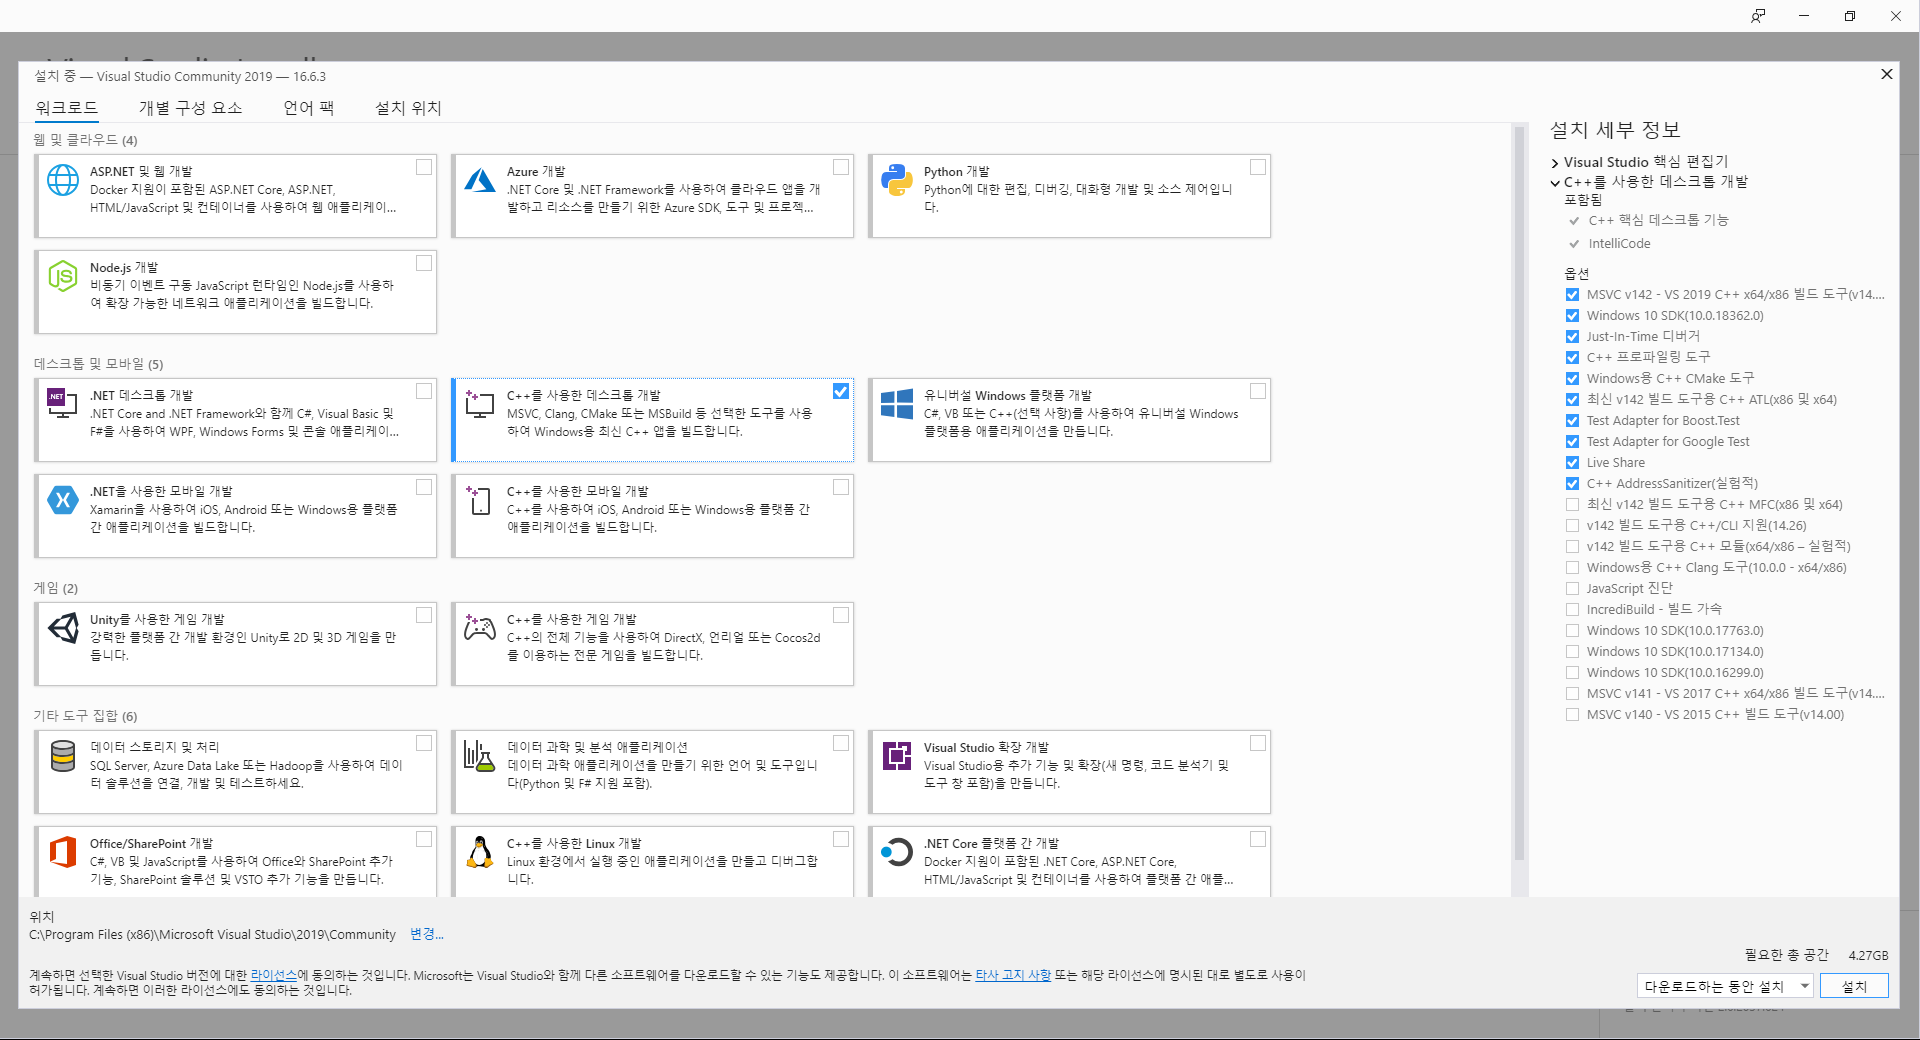 설치 중 — Visual Studio Community 2019 — 16.6.3
워크로드
개별 구성 요소
언어 팩
설치 위치
웹 및 클라우드 (4)
ASP.NET 및 웹 개발
Docker 지원이 포함된 ASP.NET Core, ASP.NET,
HTML/JavaScript 및 컨테이너를 사용하여 웹 애플리케이...
Azure 개발
.NET Core 및 .NET Framework를 사용하여 클라우드 앱을 개
발하고 리소스를 만들기 위한 Azure SDK, 도구 및 프로젝...
Python 개발
Python에 대한 편집, 디버깅, 대화형 개발 및 소스 제어입니
다.
Node.js 개발
비동기 이벤트 구동 JavaScript 런타임인 Node.js를 사용하
여 확장 가능한 네트워크 애플리케이션을 빌드합니다.
데스크톱 및 모바일 (5)
.NET 데스크톱 개발
.NET Core and .NET Framework와 함께 C#, Visual Basic 및
F#을 사용하여 WPF, Windows Forms 및 콘솔 애플리케이...
C++를 사용한 데스크톱 개발
MSVC, Clang, CMake 또는 MSBuild 등 선택한 도구를 사용
하여 Windows용 최신 C++ 앱을 빌드합니다.
유니버설 Windows 플랫폼 개발
C#, VB 또는 C++(선택 사항)를 사용하여 유니버설 Windows
플랫폼용 애플리케이션을 만듭니다.
.NET을 사용한 모바일 개발
Xamarin을 사용하여 iOS, Android 또는 Windows용 플랫폼
간 애플리케이션을 빌드합니다.
C++를 사용한 모바일 개발
C++를 사용하여 iOS, Android 또는 Windows용 플랫폼 간
애플리케이션을 빌드합니다.
게임 (2)
Unity를 사용한 게임 개발
강력한 플랫폼 간 개발 환경인 Unity로 2D 및 3D 게임을 만
듭니다.
C++를 사용한 게임 개발
C++의 전체 기능을 사용하여 DirectX, 언리얼 또는 Cocos2d
를 이용하는 전문 게임을 빌드합니다.
기타 도구 집합 (6)
데이터 스토리지 및 처리
SQL Server, Azure Data Lake 또는 Hadoop을 사용하여 데이
터 솔루션을 연결, 개발 및 테스트하세요.
데이터 과학 및 분석 애플리케이션
데이터 과학 애플리케이션을 만들기 위한 언어 및 도구입니
다(Python 및 F# 지원 포함).
Visual Studio 확장 개발
Visual Studio용 추가 기능 및 확장(새 명령, 코드 분석기 및
도구 창 포함)을 만듭니다.
Office/SharePoint 개발
C#, VB 및 JavaScript를 사용하여 Office와 SharePoint 추가
기능, SharePoint 솔루션 및 VSTO 추가 기능을 만듭니다.
C++를 사용한 Linux 개발
Linux 환경에서 실행 중인 애플리케이션을 만들고 디버그합
니다.
.NET Core 플랫폼 간 개발
Docker 지원이 포함된 .NET Core, ASP.NET Core,
HTML/JavaScript 및 컨테이너를 사용하여 플랫폼 간 애플...
설치 세부 정보
Visual Studio 핵심 편집기
C++를 사용한 데스크톱 개발
포함됨
C++ 핵심 데스크톱 기능
IntelliCode
옵션
MSVC v142 - VS 2019 C++ x64/x86 빌드 도구(v14....
Windows 10 SDK(10.0.18362.0)
Just-In-Time 디버거
C++ 프로파일링 도구
Windows용 C++ CMake 도구
최신 v142 빌드 도구용 C++ ATL(x86 및 x64)
Test Adapter for Boost.Test
Test Adapter for Google Test
Live Share
C++ AddressSanitizer(실험적)
최신 v142 빌드 도구용 C++ MFC(x86 및 x64)
v142 빌드 도구용 C++/CLI 지원(14.26)
v142 빌드 도구용 C++ 모듈(x64/x86 – 실험적)
Windows용 C++ Clang 도구(10.0.0 - x64/x86)
JavaScript 진단
IncrediBuild - 빌드 가속
Windows 10 SDK(10.0.17763.0)
Windows 10 SDK(10.0.17134.0)
Windows 10 SDK(10.0.16299.0)
MSVC v141 - VS 2017 C++ x64/x86 빌드 도구(v14....
MSVC v140 - VS 2015 C++ 빌드 도구(v14.00)
위치
C:\Program Files (x86)\Microsoft Visual Studio\2019\Community 변경...
필요한 총 공간 4.27GB
계속하면 선택한 Visual Studio 버전에 대한 라이선스에 동의하는 것입니다. Microsoft는 Visual Studio와 함께 다른 소프트웨어를 다운로드할 수 있는 기능도 제공합니다. 이 소프트웨어는 타사 고지 사항 또는 해당 라이선스에 명시된 대로 별도로 사용이
허가됩니다. 계속하면 이러한 라이선스에도 동의하는 것입니다.
다운로드하는 동안 설치
설치